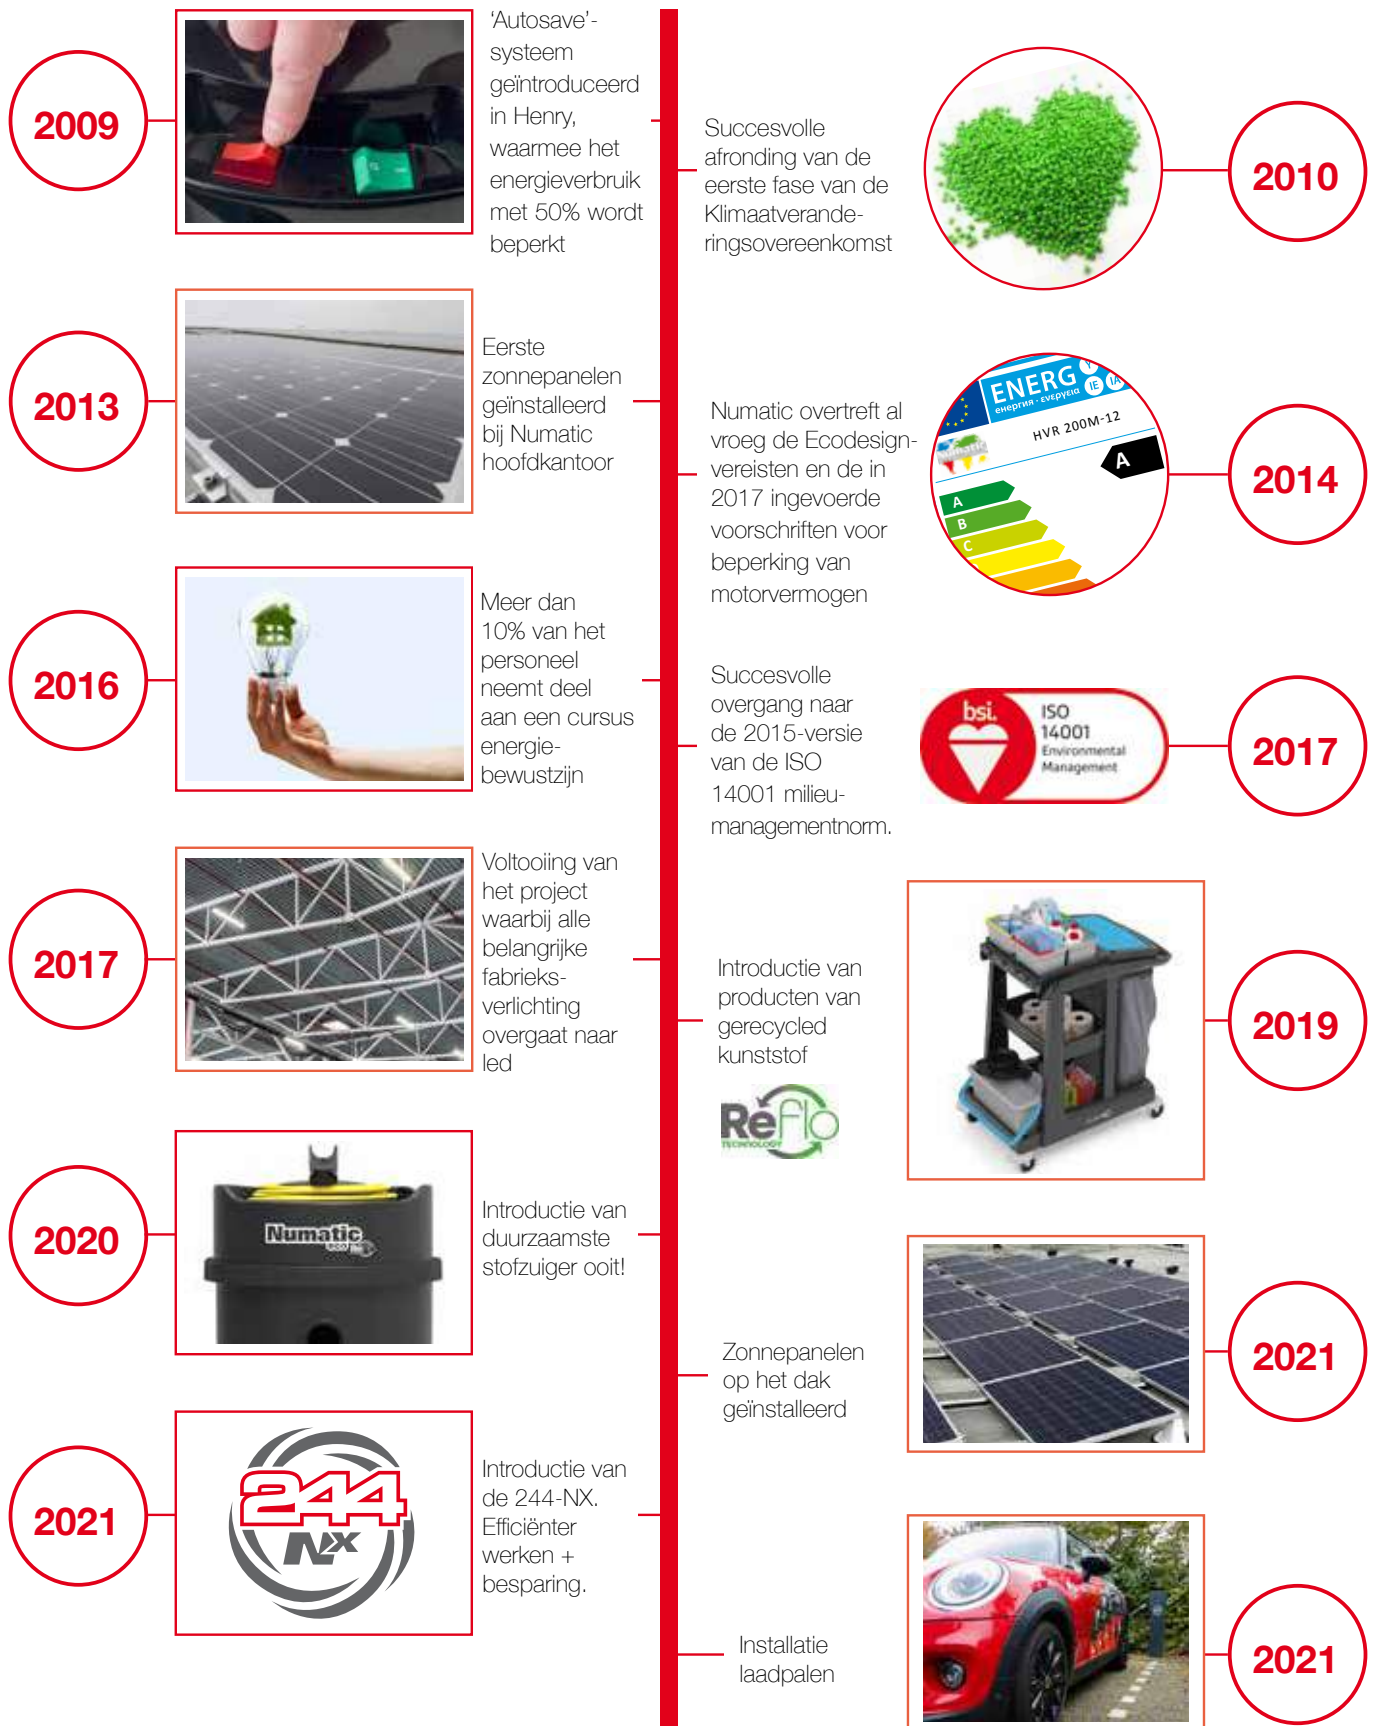 2009
'Autosave'-
systeem
geïntroduceerd
in Henry,
waarmee het
energieverbruik
met 50% wordt
beperkt
Succesvolle
afronding van de
eerste fase van de
Klimaatverande-
ringsovereenkomst
2010
2013
Eerste
zonnepanelen
geïnstalleerd
bij Numatic
hoofdkantoor
Numatic overtreft al
vroeg de Ecodesign-
vereisten en de in
2017 ingevoerde
voorschriften voor
beperking van
motorvermogen
ENERG
енергия · ενεργεια
Y
IE
IA
Numatic
HVR 200M-12
A
A
B
C
2014
2016
Meer dan
10% van het
personeel
neemt deel
aan een cursus
energie-
bewustzijn
Succesvolle
overgang naar
de 2015-versie
van de ISO
14001 milieu-
managementnorm.
bsi.
ISO
14001
Environmental
Management
2017
2017
Voltooiing van
het project
waarbij alle
belangrijke
fabrieks-
verlichting
overgaat naar
led
Introductie van
producten van
gerecycled
kunststof
ReFlo
TECHNOLOGY
2019
2020
Numatic
eco
Introductie van
duurzaamste
stofzuiger ooit!
Zonnepanelen
op het dak
geïnstalleerd
2021
2021
244
NX
Introductie van
de 244-NX.
Efficiënter
werken +
besparing.
Installatie
laadpalen
2021